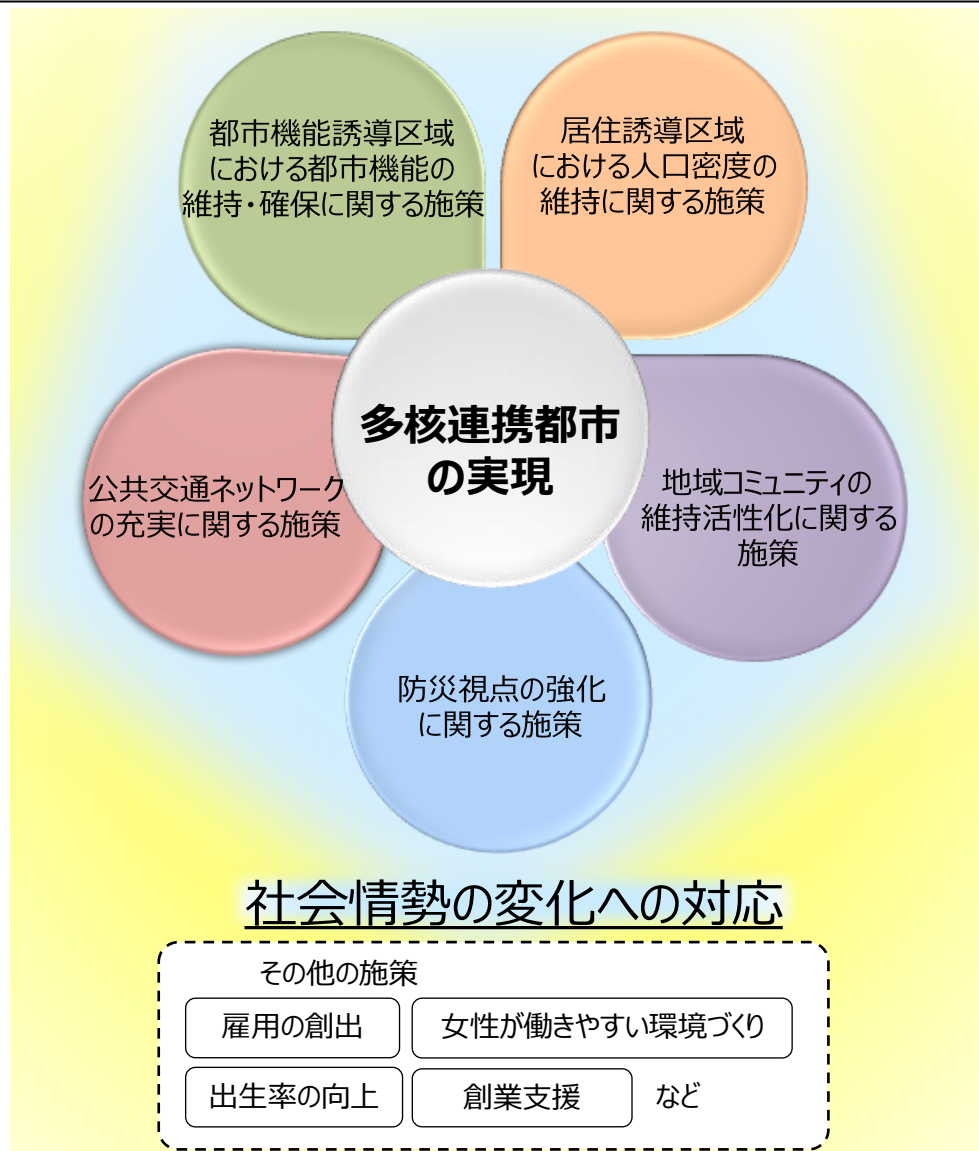 都市機能誘導区域
における都市機能の
維持・確保に関する施策
居住誘導区域
における人口密度の
維持に関する施策
多核連携都市
の実現
公共交通ネットワーク
の充実に関する施策
地域コミュニティの
維持活性化に関する
施策
防災視点の強化
に関する施策
社会情勢の変化への対応
その他の施策
雇用の創出
女性が働きやすい環境づくり
出生率の向上
創業支援
など